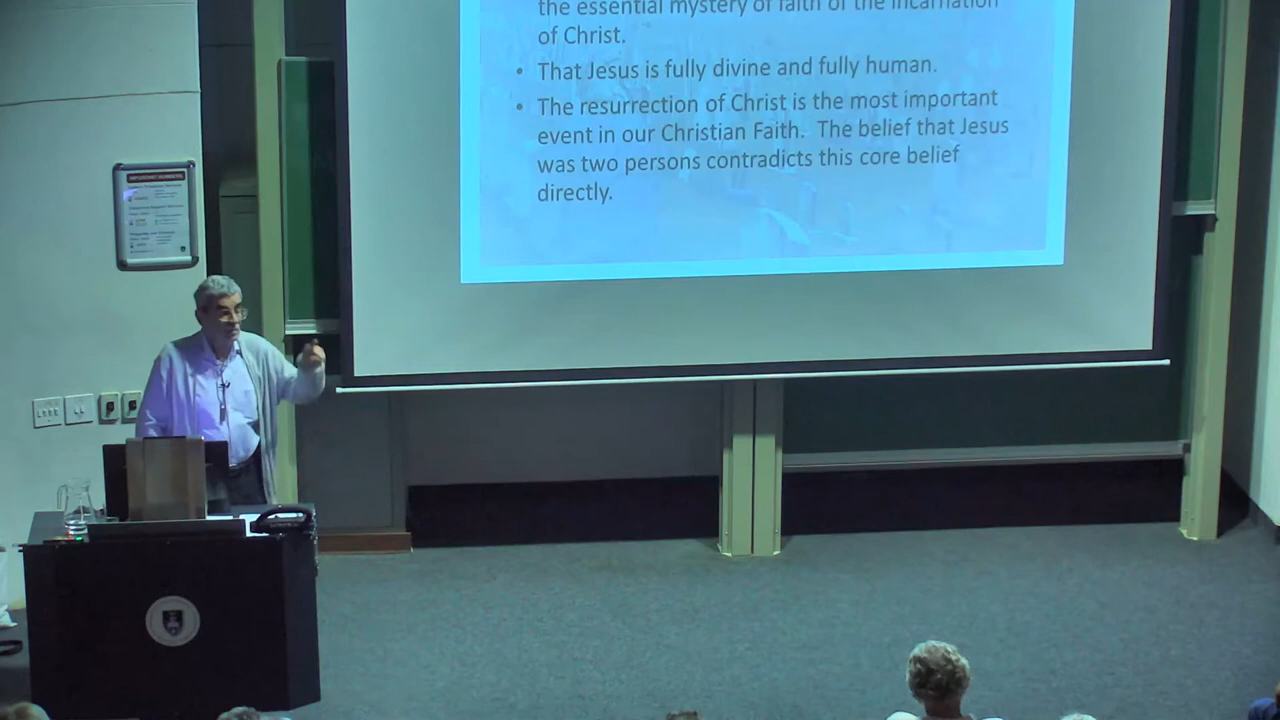 the essential mystery of faith of the incarnation
of Christ.
• That Jesus is fully divine and fully human.
• The resurrection of Christ is the most important
event in our Christian Faith. The belief that Jesus
was two persons contradicts this core belief
directly.
IMPORTANT NUMBERS